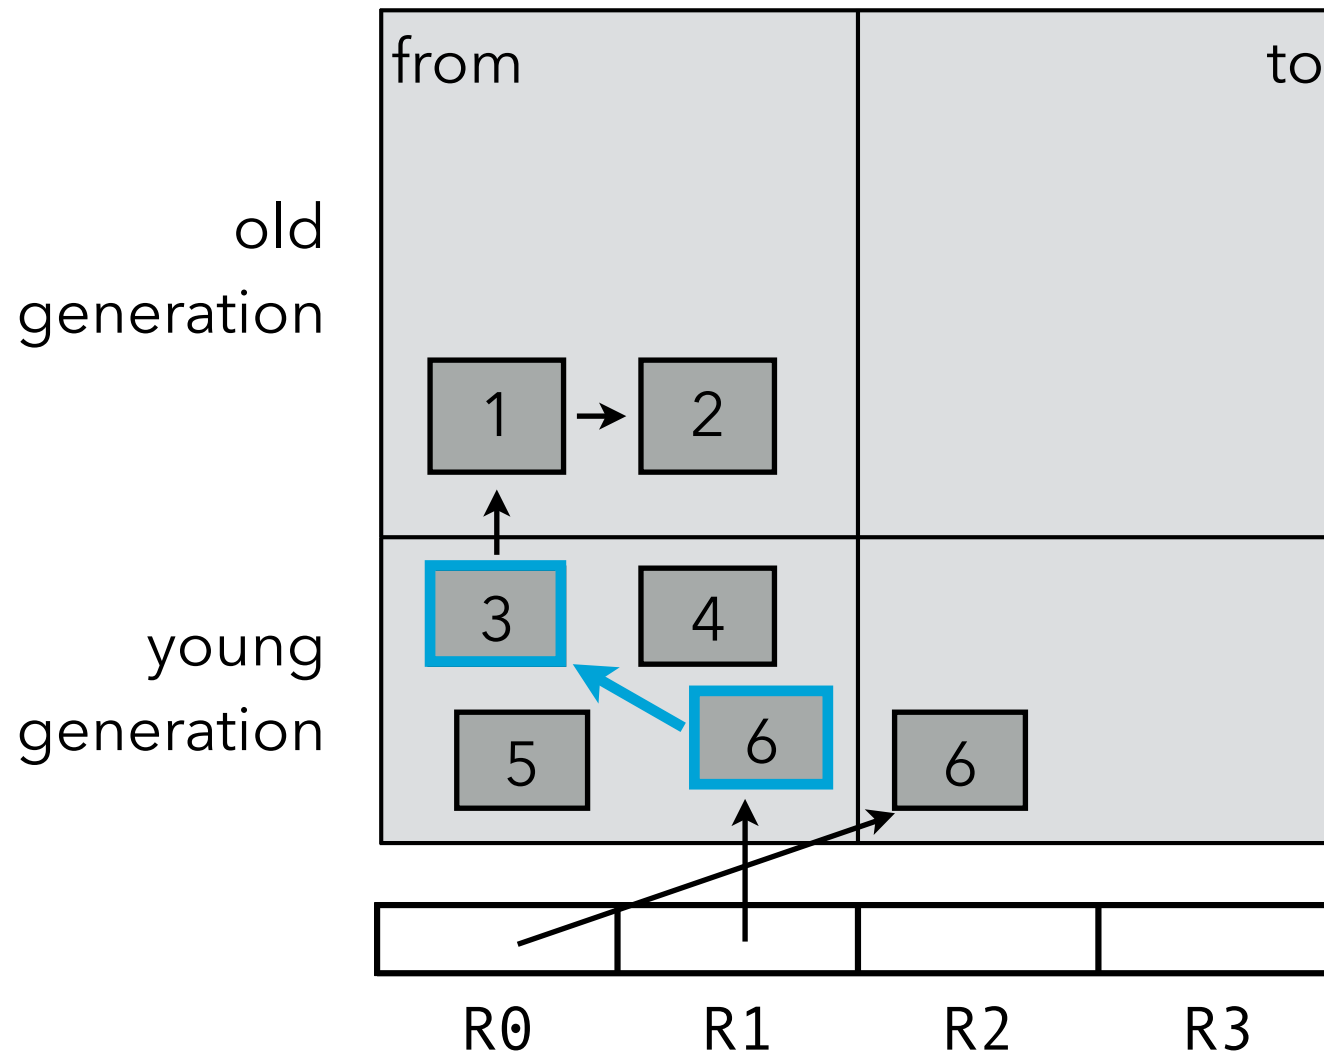 from
to
old
generation
1
2
3
4
young
generation
5
6
6
R0
R1
R2
R3